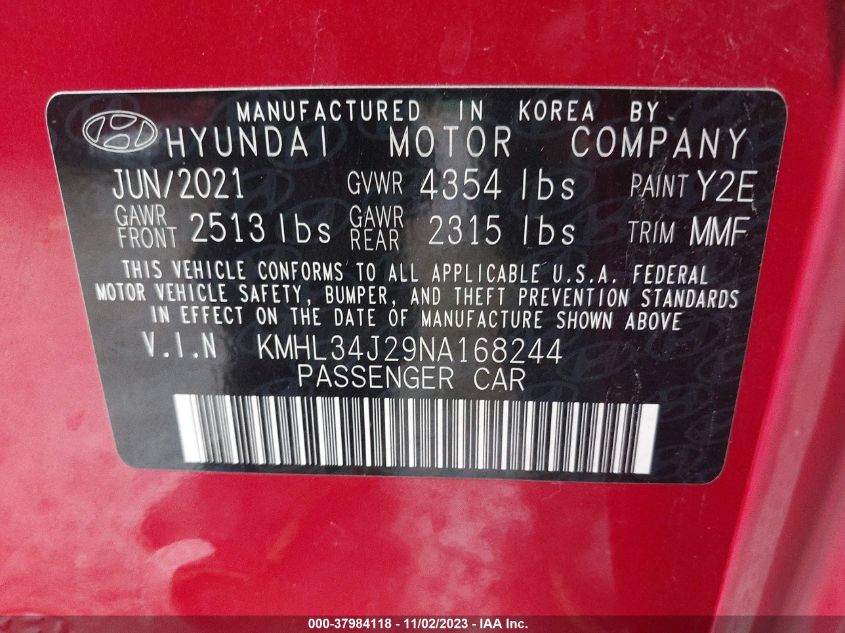 MANUFACTURED IN KOREA BY
HYUNDAI MOTOR COMPANY
JUN/2021 GVWR 4354 lbs PAINT Y2E
GAWR FRONT 2513 lbs GAWR REAR 2315 lbs TRIM MMF
THIS VEHICLE CONFORMS TO ALL APPLICABLE U.S.A. FEDERAL
MOTOR VEHICLE SAFETY, BUMPER, AND THEFT PREVENTION STANDARDS
IN EFFECT ON THE DATE OF MANUFACTURE SHOWN ABOVE.
V.I.N KMHL34J29NA168244
PASSENGER CAR
000-37984118 - 11/02/2023 - IAA Inc.